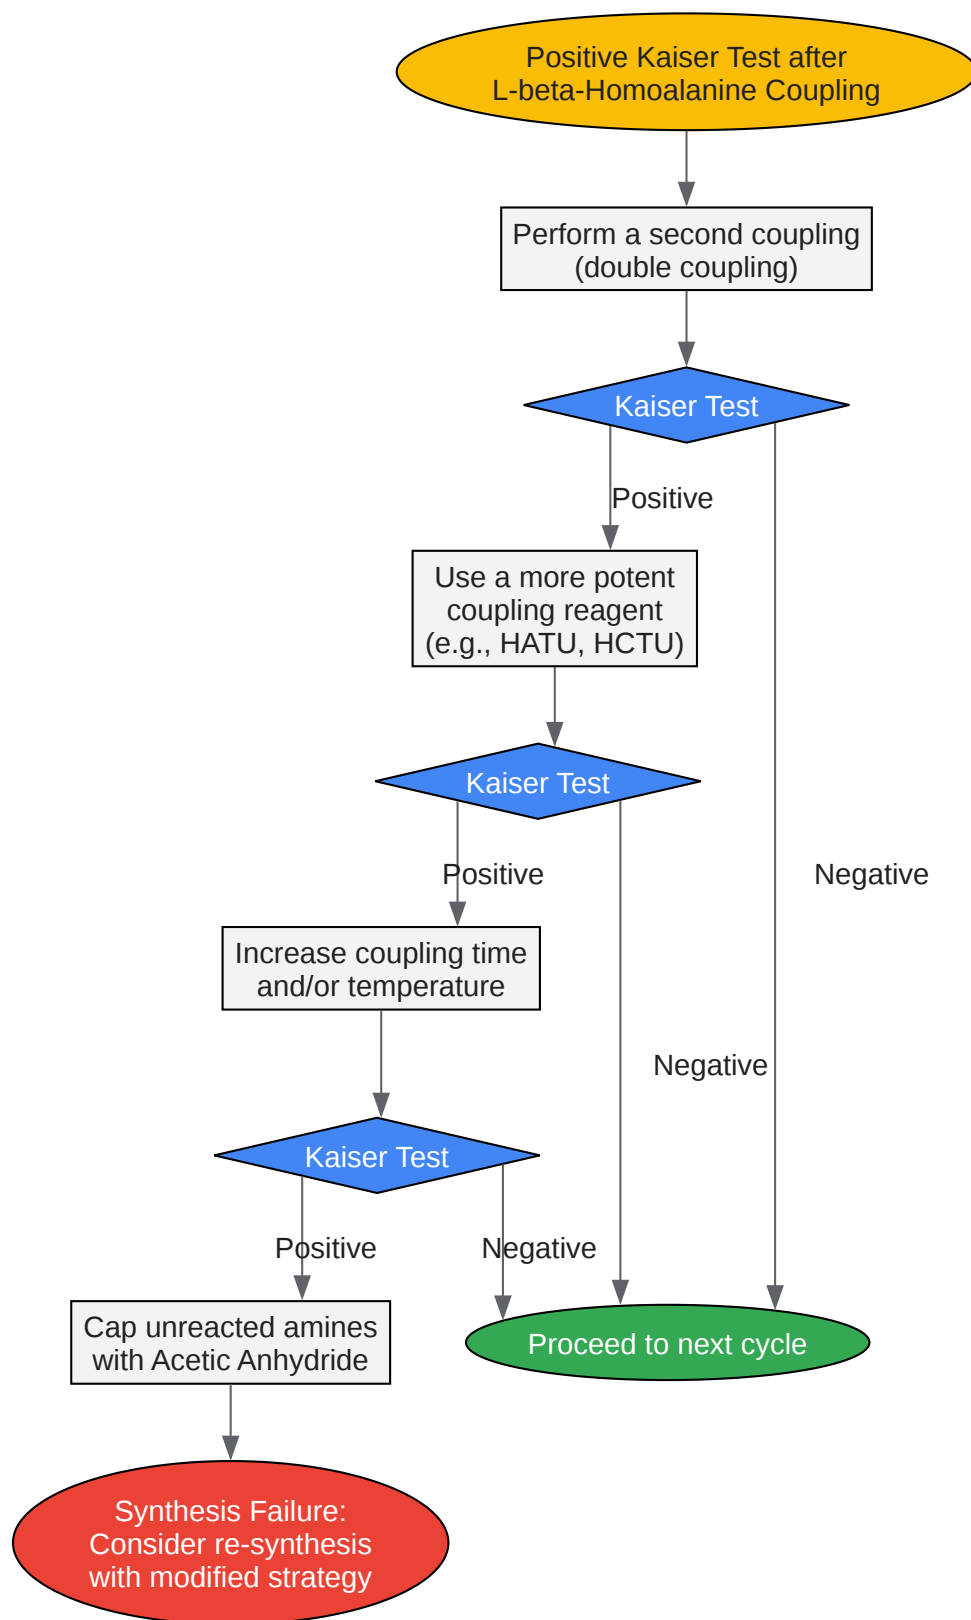 Positive Kaiser Test after
L-beta-Homoalanine Coupling
Perform a second coupling
(double coupling)
Kaiser Test
Positive
Use a more potent
coupling reagent
(e.g., HATU, HCTU)
Kaiser Test
Positive
Negative
Increase coupling time
and/or temperature
Negative
Kaiser Test
Positive
Negative
Cap unreacted amines
with Acetic Anhydride
Proceed to next cycle
Synthesis Failure:
Consider re-synthesis
with modified strategy